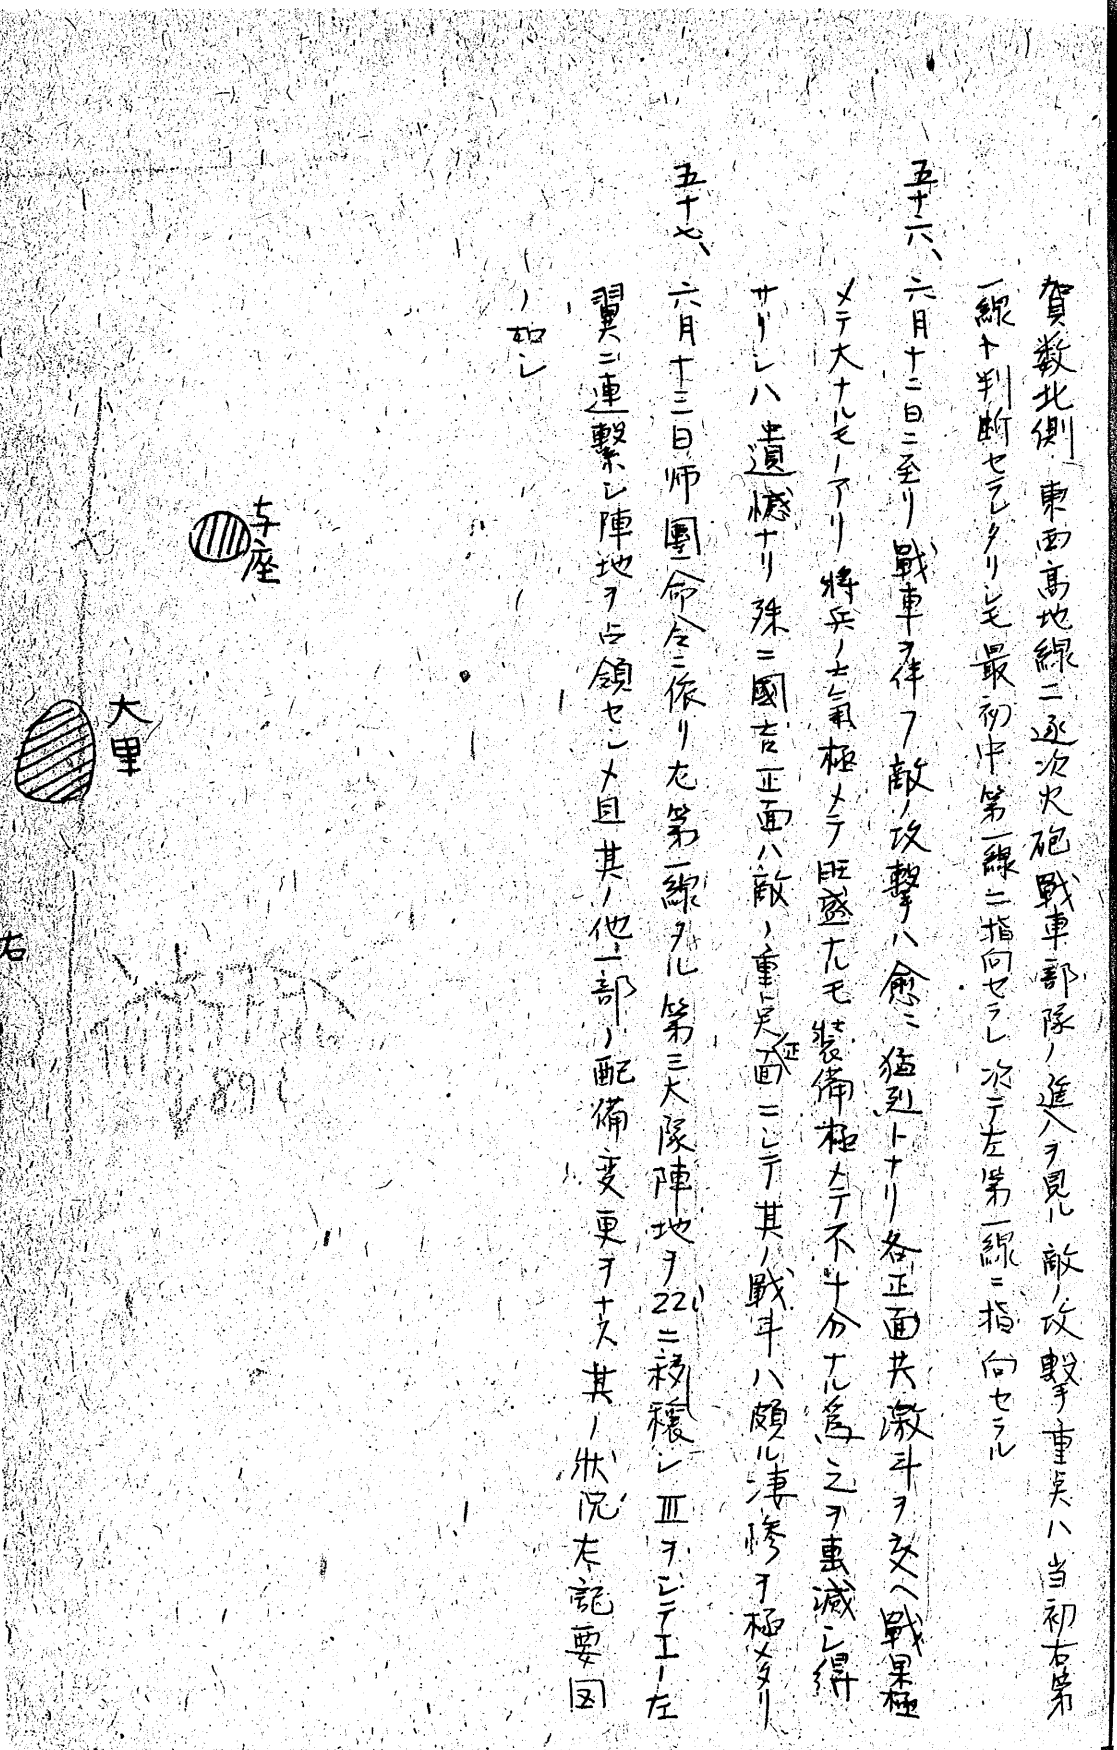 賀数北側、東西高地線ニ逐次火砲戦車部隊ノ進入ヲ見ル敵ノ攻撃重点ハ当初右第
一線ト判断セラレタリシモ最初中第一線ニ指向セラレ次テ左第一線ニ指向セラル
五十六、六月十二日ニ至リ戰車ヲ伴フ敵ノ攻撃ハ愈ニ猛烈トナリ各正面共激斗ヲ交ヘ戰果極
メテ大ナルモノアリ將兵ノ士氣極メテ旺盛ナルモ装備極メテ不十分ナル為之ヲ軎滅シ得
サリシハ遺憾ナリ殊ニ國吉正面ハ敵ノ重点正面ニシテ其ノ戰斗ハ頗ル凄惨ヲ極メタリ
五十七、六月十三日師團命令ニ依リ左第一線タル第三大隊陣地ヲ22iニ移穣シⅢヲシテエー左
翼ニ連繋シ陣地ヲ占領セシメ且其ノ他一部ノ配備変更ヲナス其ノ状況左記要図
ノ如シ
与座
大里
右
89i